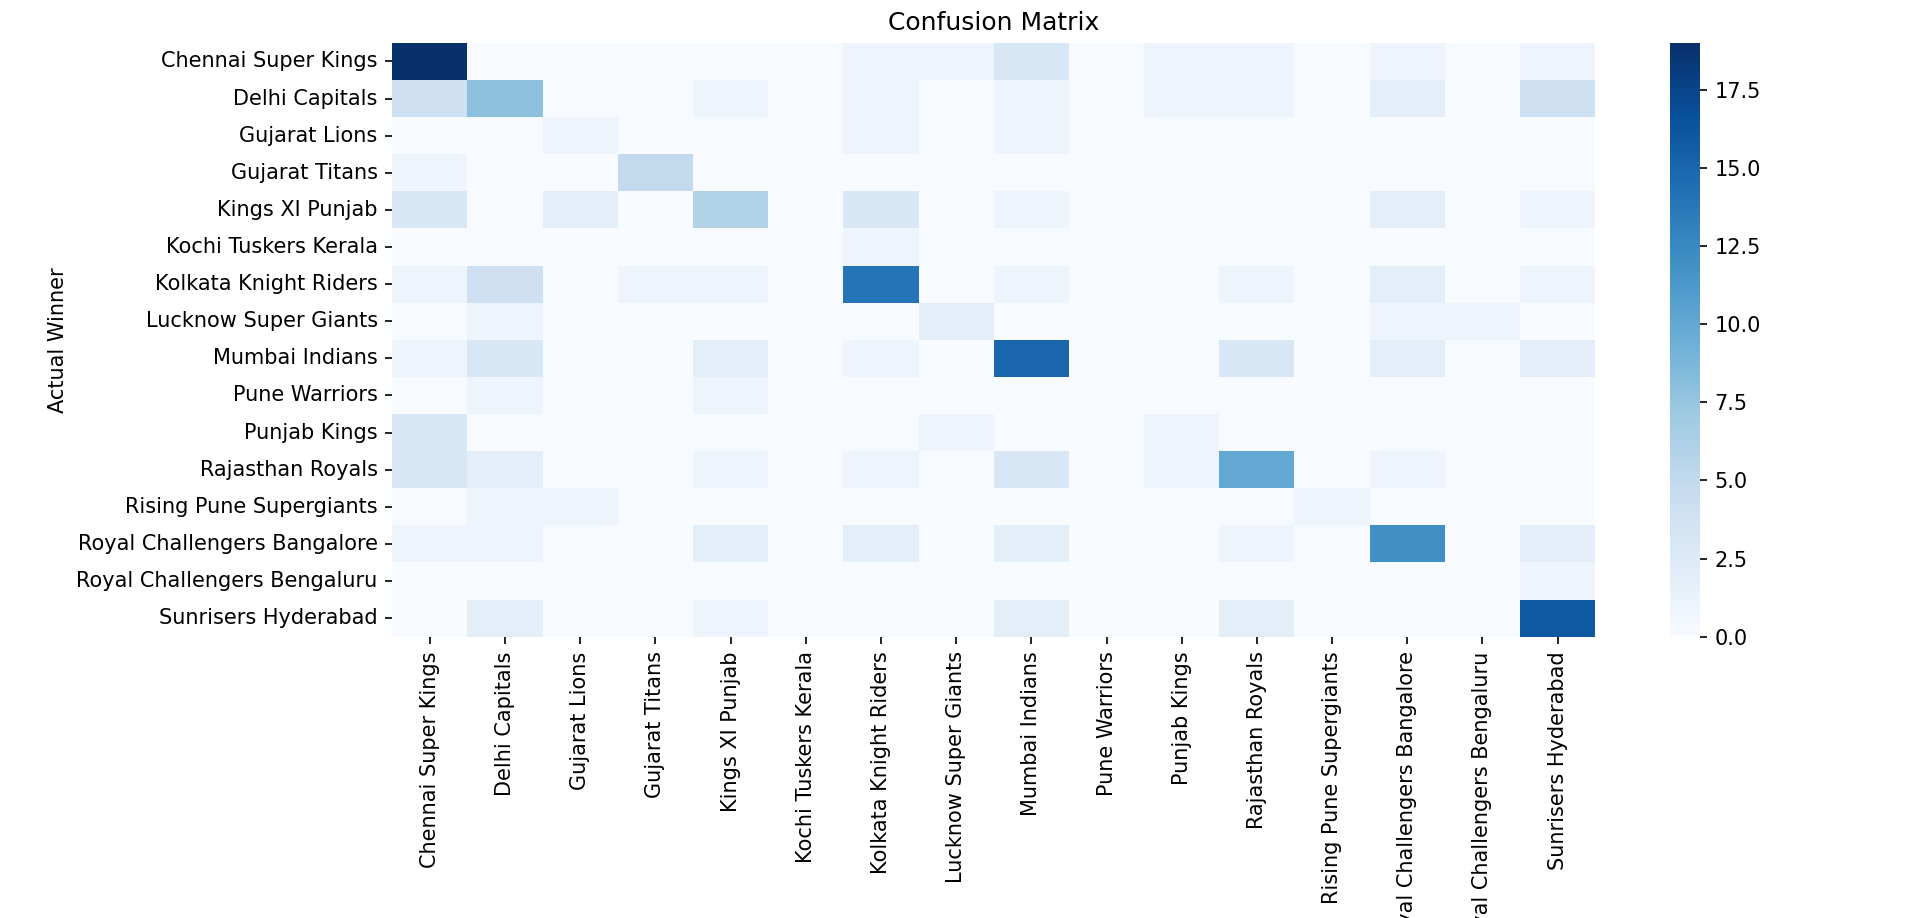 Confusion Matrix
Actual Winner
Chennai Super Kings
Delhi Capitals
Gujarat Lions
Gujarat Titans
Kings XI Punjab
Kochi Tuskers Kerala
Kolkata Knight Riders
Lucknow Super Giants
Mumbai Indians
Pune Warriors
Punjab Kings
Rajasthan Royals
Rising Pune Supergiants
Royal Challengers Bangalore
Royal Challengers Bengaluru
Sunrisers Hyderabad
Chennai Super Kings
Delhi Capitals
Gujarat Lions
Gujarat Titans
Kings XI Punjab
Kochi Tuskers Kerala
Kolkata Knight Riders
Lucknow Super Giants
Mumbai Indians
Pune Warriors
Punjab Kings
Rajasthan Royals
Rising Pune Supergiants
Challengers Bangalore
Challengers Bengaluru
Sunrisers Hyderabad
17.5
15.0
12.5
10.0
7.5
5.0
2.5
0.0